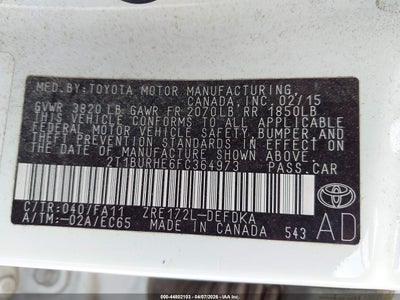 MFD.BY:TOYOTA MOTOR MANUFACTURING,
CANADA, INC. 02/15
GVWR 3820 LB GAWR FR 2070LB RR 1850LB
THIS VEHICLE CONFORMS TO ALL APPLICABLE
FEDERAL MOTOR VEHICLE SAFETY, BUMPER, AND
THEFT PREVENTION STANDARDS IN EFFECT ON
THE DATE OF MANUFACTURE SHOWN ABOVE.
2T1BURHE6FC364973 PASS.CAR
C/TR:0407/FA11 ZRE172L-DEFDKA
A/TM:-02A/EC65 MADE IN CANADA 543
AD
000-44802103 - 04/07/2026 -